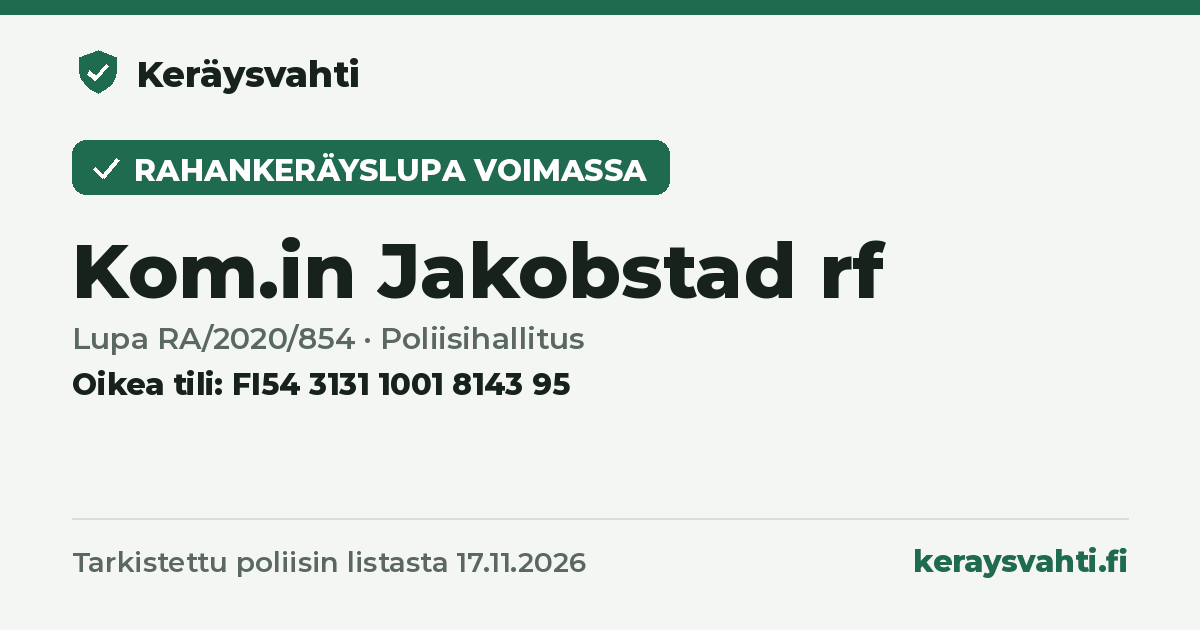 Keräysvahti
RAHANKERÄYSLUPA VOIMASSA
Kom.in Jakobstad rf
Lupa RA/2020/854 · Poliisihallitus
Oikea tili: FI54 3131 1001 8143 95
Tarkistettu poliisin listasta 17.11.2026
keraysvahti.fi